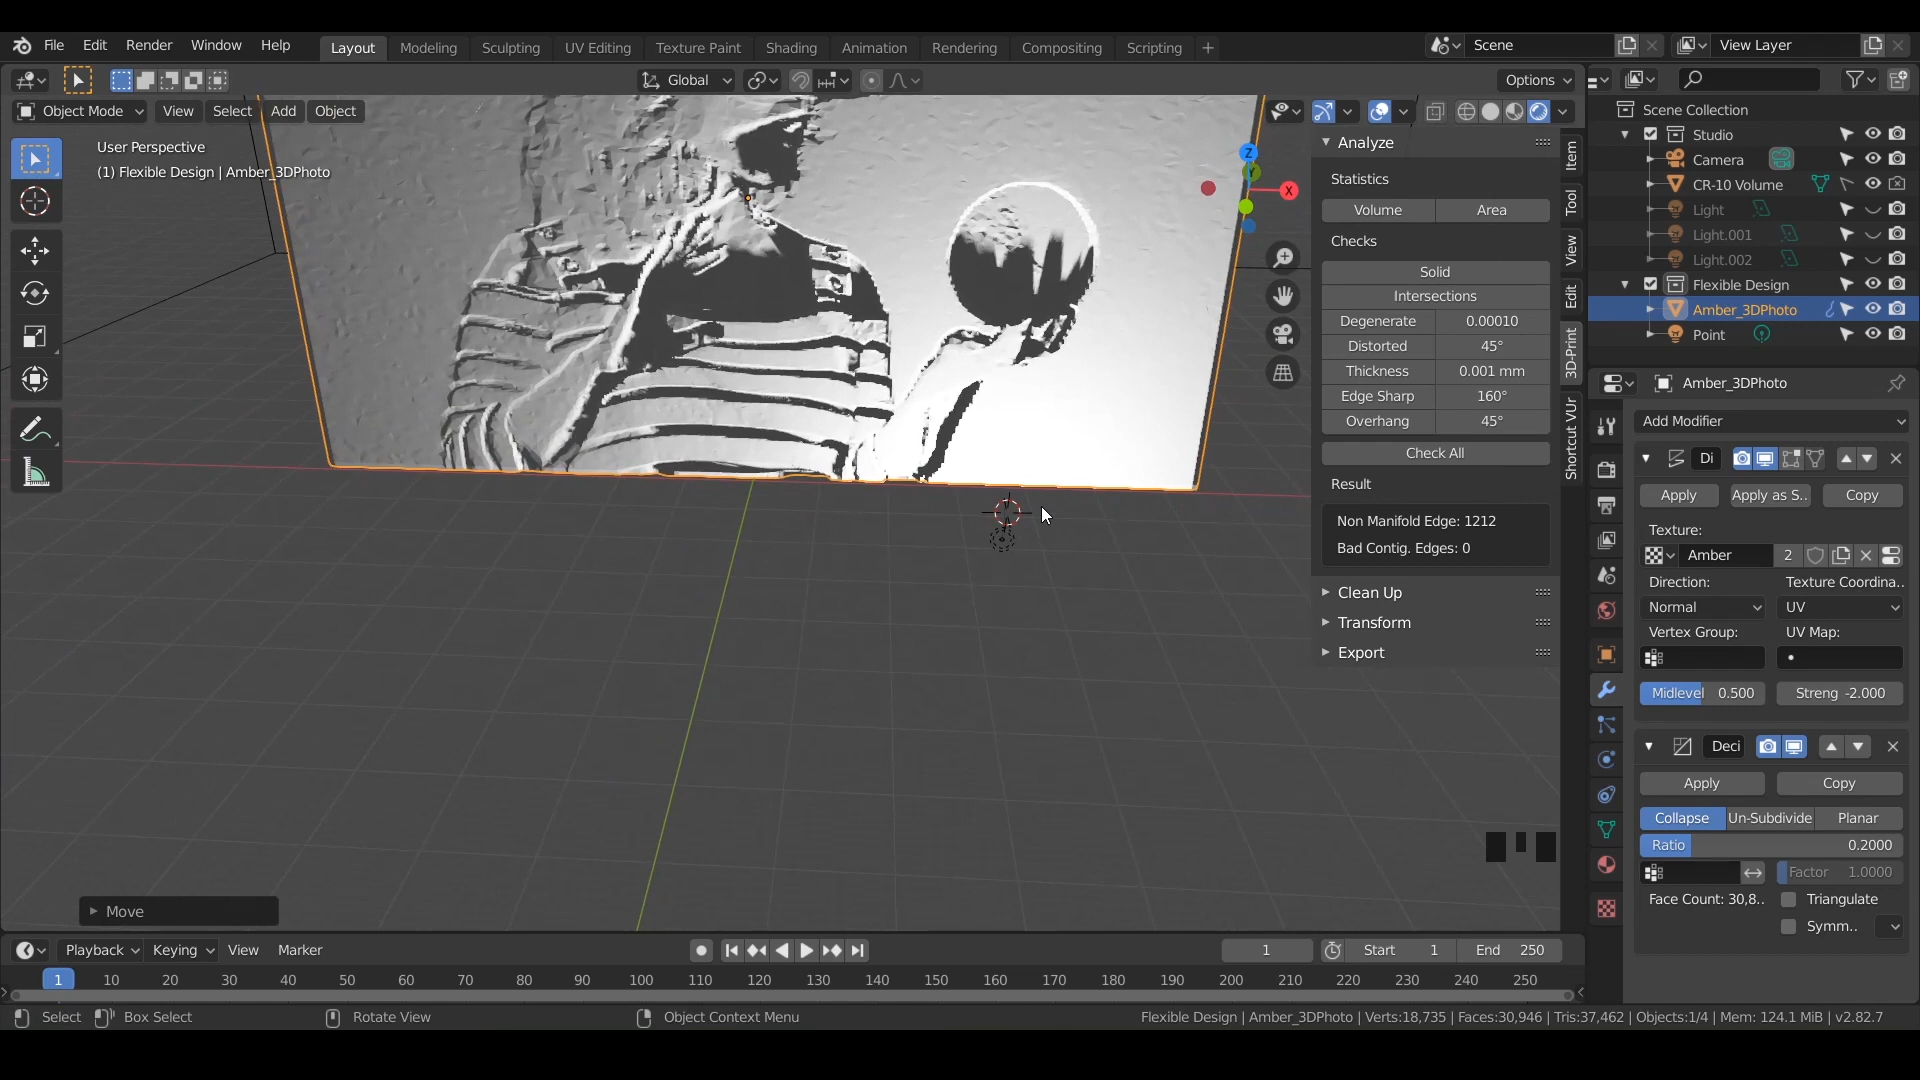 File Edit Render Window Help Layout Modeling Sculpting UV Editing Texture Paint Shading Animation Rendering Compositing Scripting + Scene View Layer
Global Options
Object Mode View Select Add Object
User Perspective
(1) Flexible Design | Amber_3DPhoto
Z
X
Analyze
Statistics
Volume Area
Checks
Solid
Intersections
Degenerate 0.00010
Distorted 45°
Thickness 0.001 mm
Edge Sharp 160°
Overhang 45°
Check All
Result
Non Manifold Edge: 1212
Bad Contig. Edges: 0
Clean Up
Transform
Export
Item
Tool
View
Edit
3D-Print
Shortcut VUr
Scene Collection
Studio
Camera
CR-10 Volume
Light
Light.001
Light.002
Flexible Design
Amber_3DPhoto
Point
Amber_3DPhoto
Add Modifier
Di
Apply Apply as S.. Copy
Texture:
Amber 2
Direction: Texture Coordina..
Normal UV
Vertex Group: UV Map:
Midlevel 0.500 Streng -2.000
Deci
Apply Copy
Collapse Un-Subdivide Planar
Ratio 0.2000
Factor 1.0000
Face Count: 30,8.. Triangulate
Symm..
Move
Playback Keying View Marker 1 Start 1 End 250
1 10 20 30 40 50 60 70 80 90 100 110 120 130 140 150 160 170 180 190 200 210 220 230 240 250
Select Box Select Rotate View Object Context Menu Flexible Design | Amber_3DPhoto | Verts:18,735 | Faces:30,946 | Tris:37,462 | Objects:1/4 | Mem: 124.1 MiB | v2.82.7